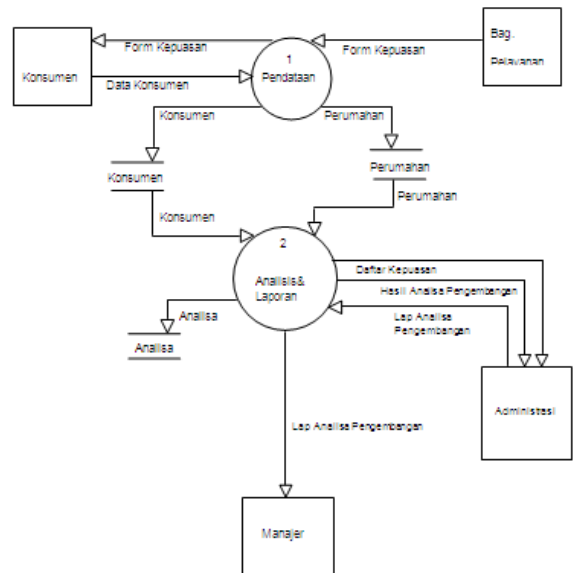 Form Kepuasan
Form Kepuasan
Bag.
Pelayanan
Konsumen
1
Pendataan
Data Konsumen
Konsumen
Perumahan
Konsumen
Perumahan
Konsumen
Perumahan
2
Analisis&
Laporan
Daftar Kepuasan
Hasil Analisa Pengembangan
Lap Analisa
Pengembangan
Analisa
Analisa
Administrasi
Lap Analisa Pengembangan
Manajer